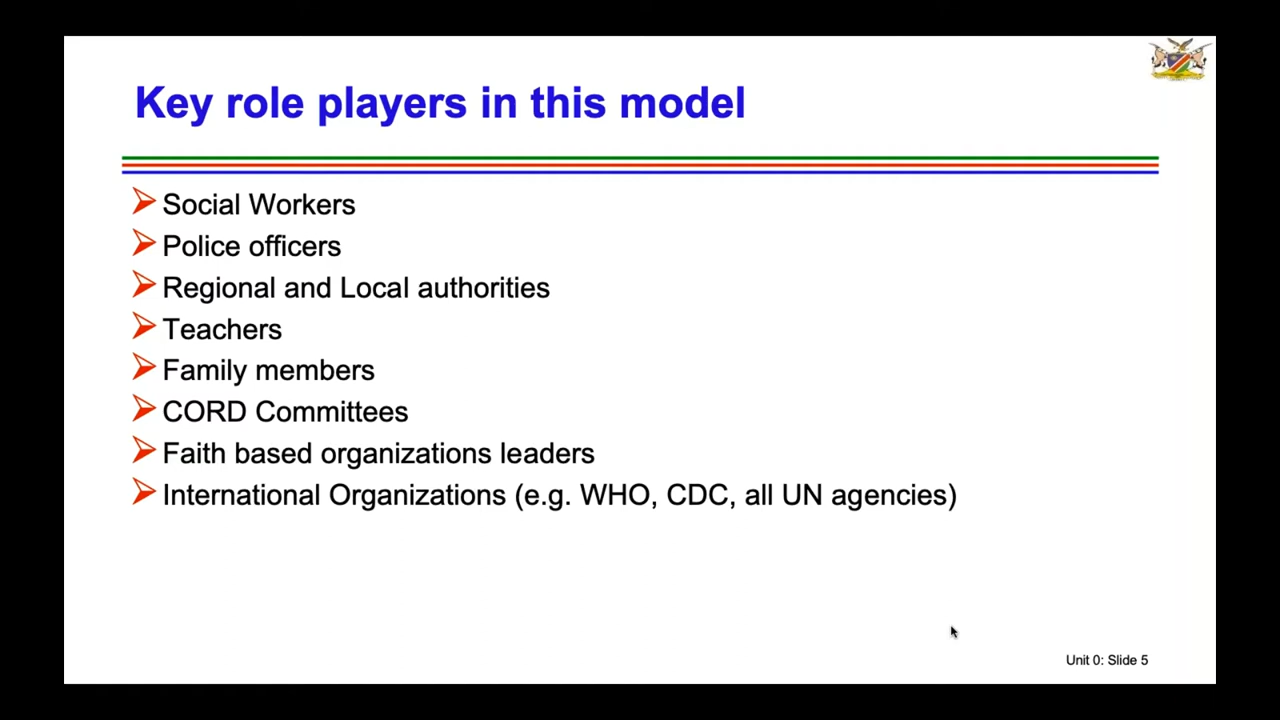 Key role players in this model
Social Workers
Police officers
Regional and Local authorities
Teachers
Family members
CORD Committees
Faith based organizations leaders
International Organizations (e.g. WHO, CDC, all UN agencies)
Unit 0: Slide 5